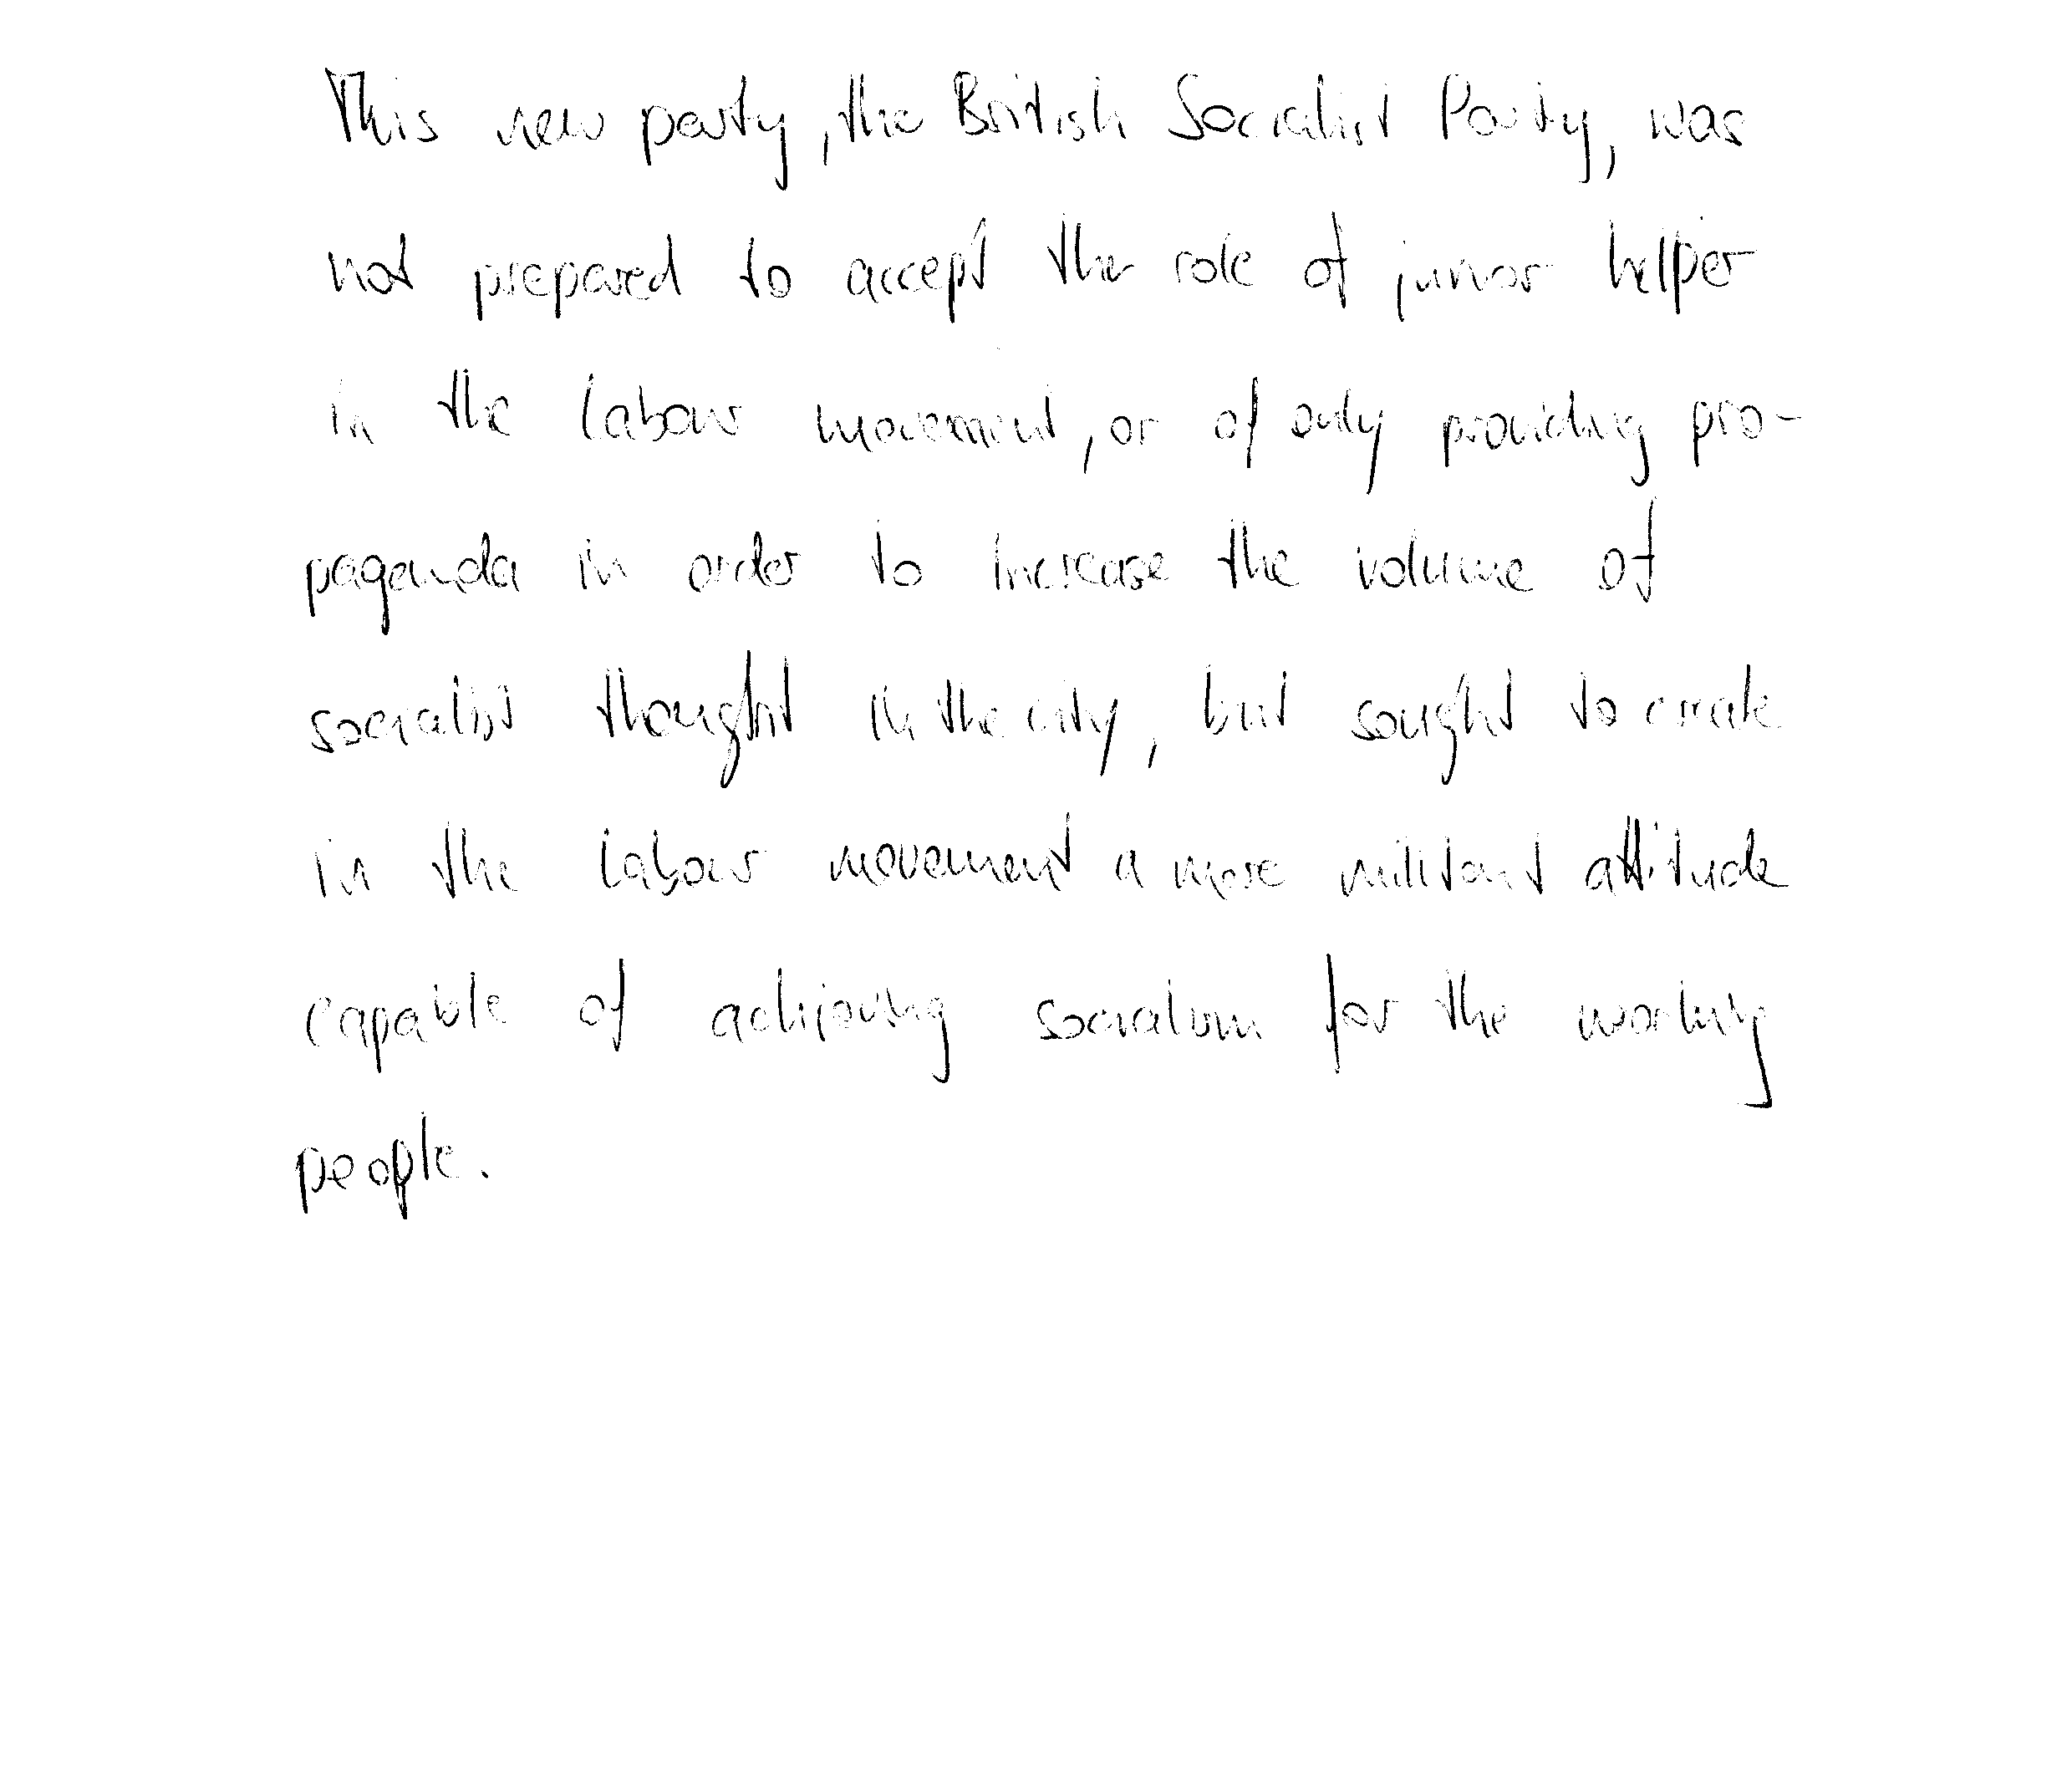 This new party, the British Socialist Party, was
not prepared to accept the role of junior helper
in the labour movement, or of only providing pro-
paganda in order to increase the volume of
socialist thought in the city, but sought to create
in the labour movement a more militant attitude
capable of achieving socialism for the working
people.